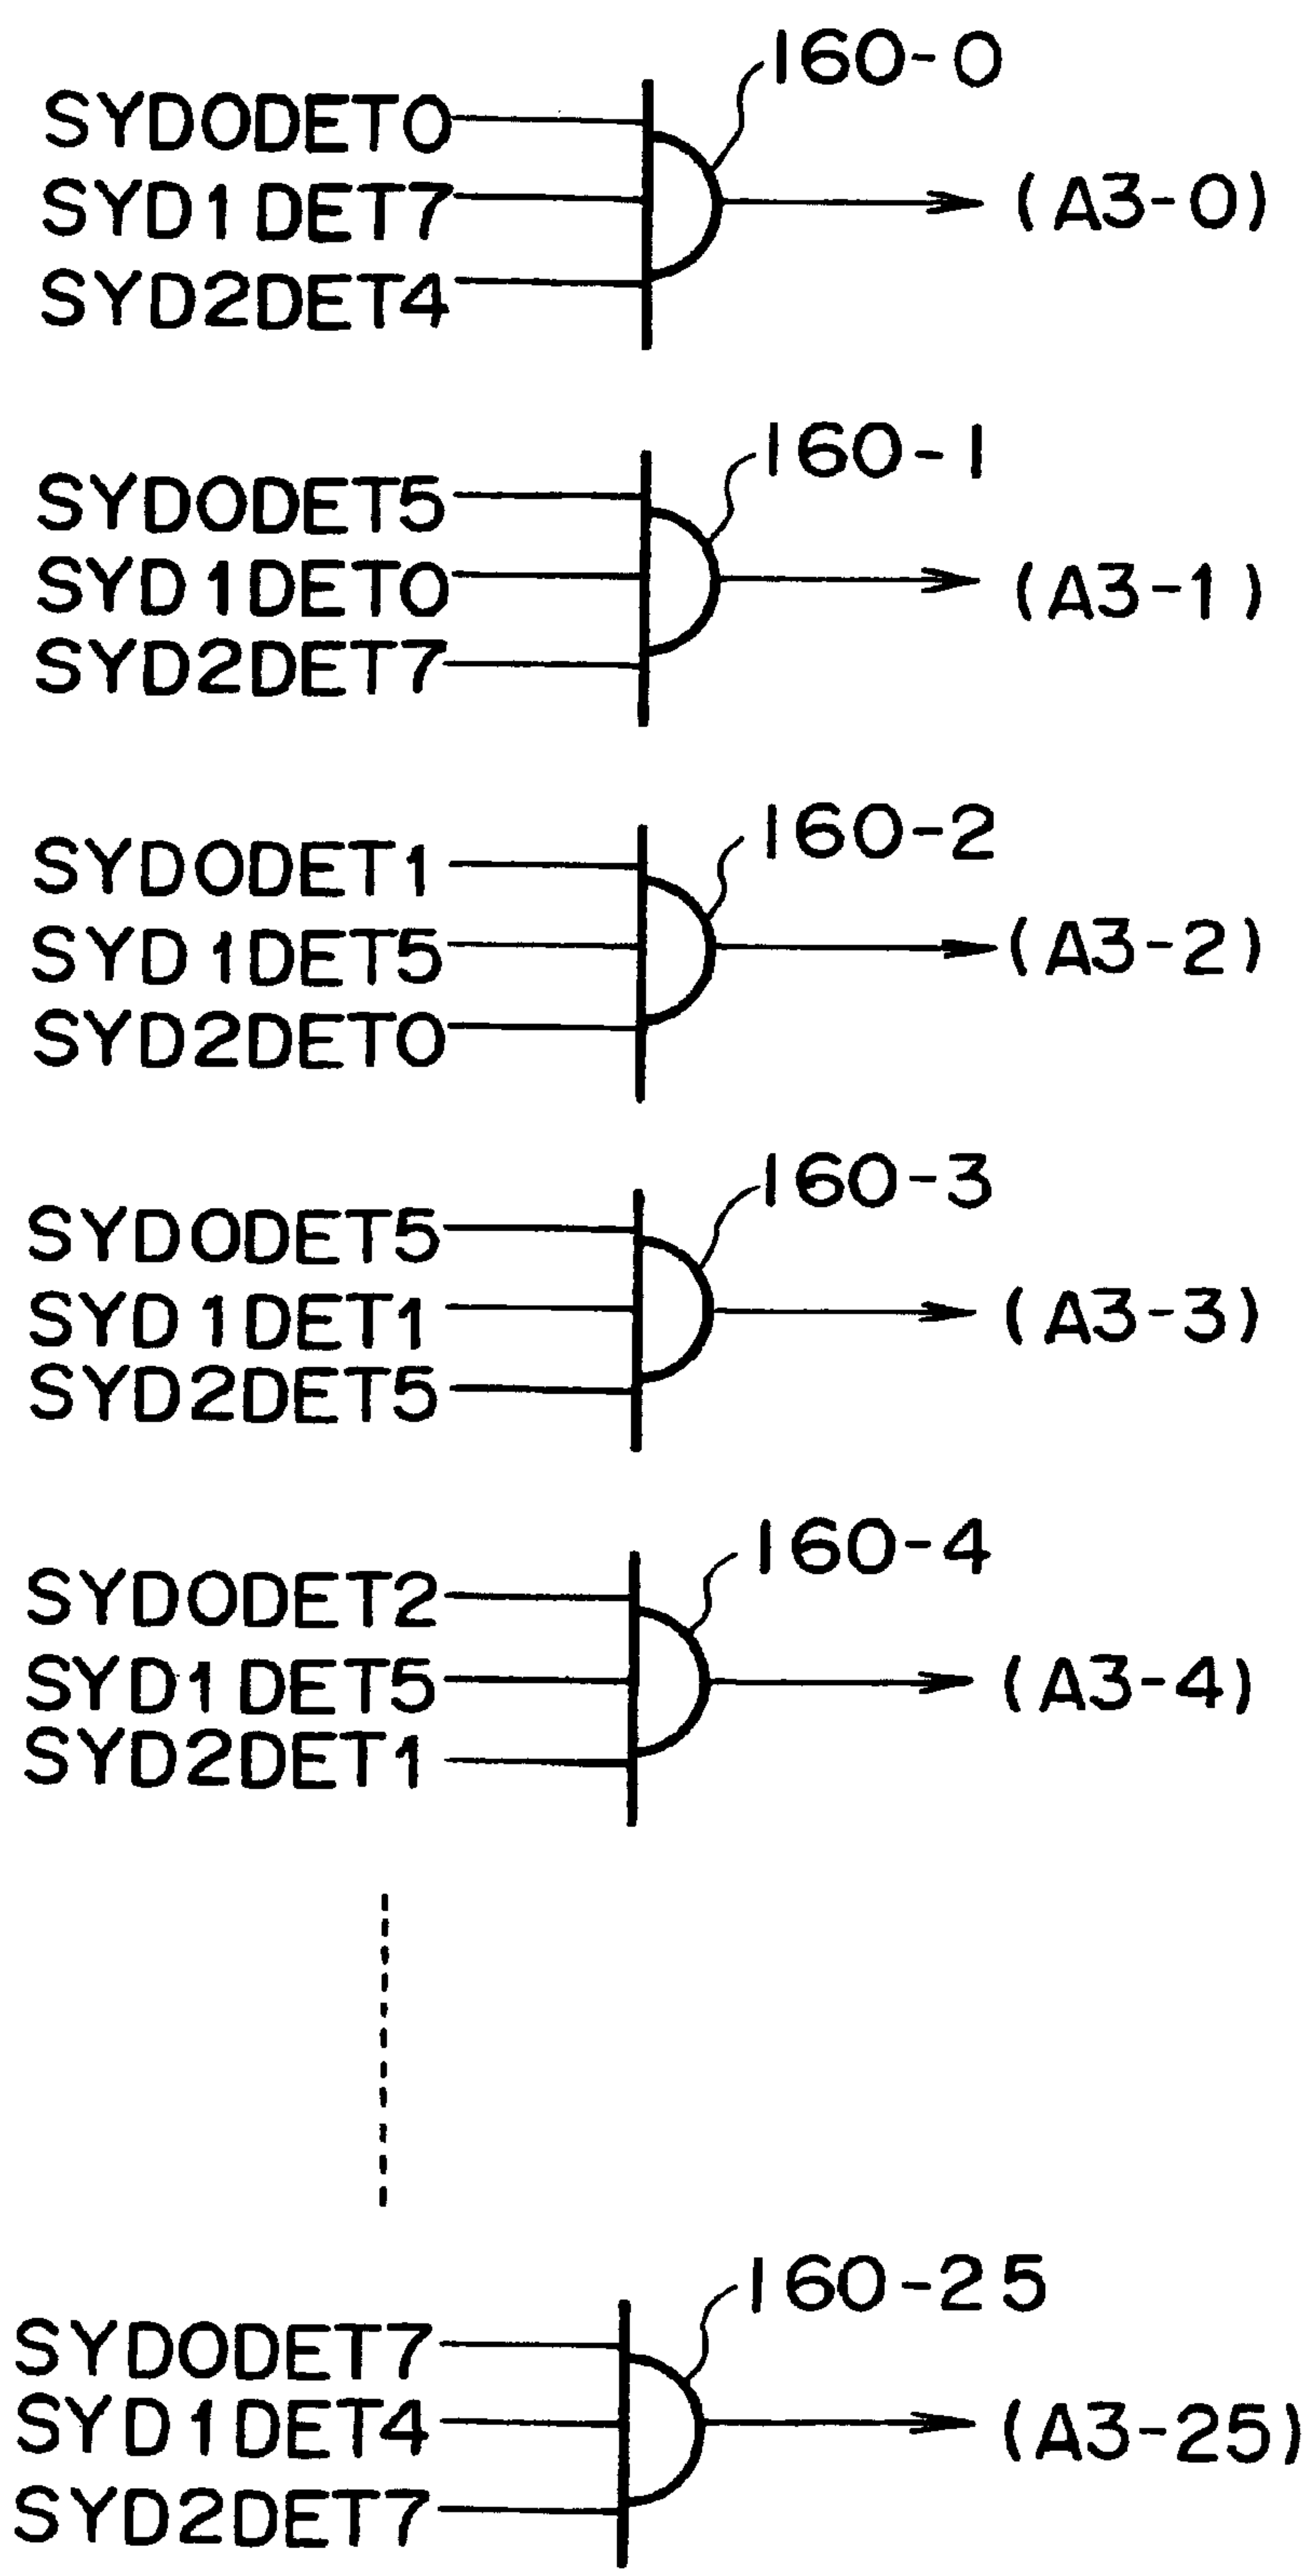 160-0
SYD0DET0
SYD1DET7
SYD2DET4
(A3-0)
160-1
SYD0DET5
SYD1DET0
SYD2DET7
(A3-1)
160-2
SYD0DET1
SYD1DET5
SYD2DET0
(A3-2)
160-3
SYD0DET5
SYD1DET1
SYD2DET5
(A3-3)
160-4
SYD0DET2
SYD1DET5
SYD2DET1
(A3-4)
160-25
SYD0DET7
SYD1DET4
SYD2DET7
(A3-25)